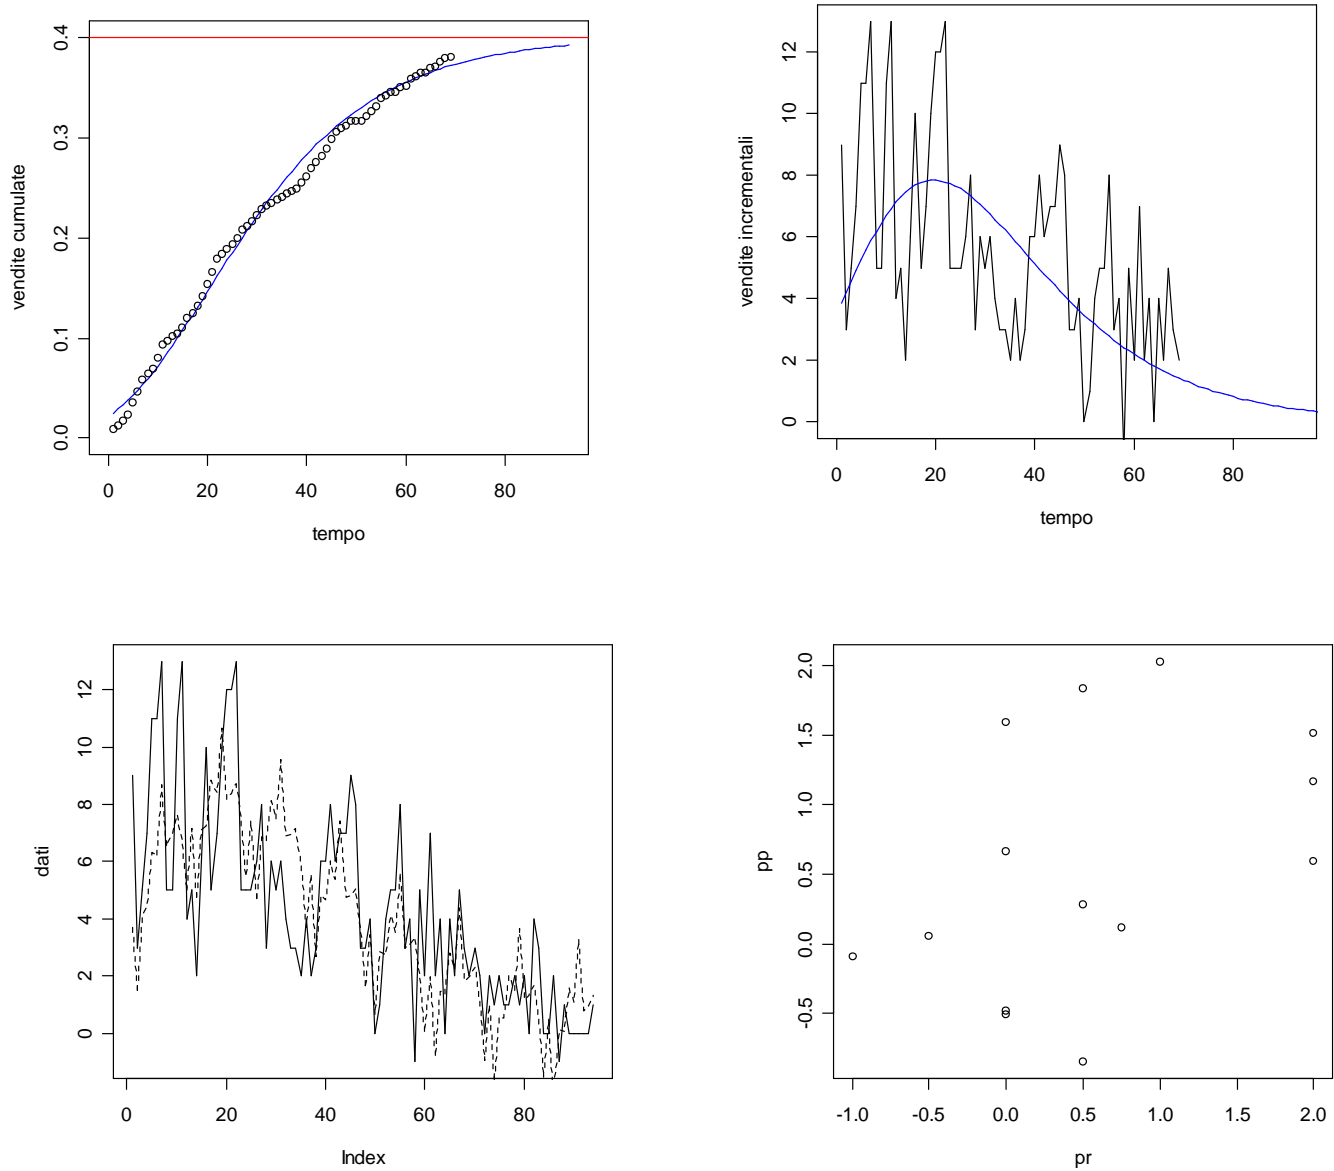 0.0 0.1 0.2 0.3 0.4
vendite cumulate
0 20 40 60 80
tempo
0 2 4 6 8 10 12
vendite incrementali
0 20 40 60 80
tempo
0 2 4 6 8 10 12
dati
0 20 40 60 80
Index
-0.5 0.0 0.5 1.0 1.5 2.0
pp
-1.0 -0.5 0.0 0.5 1.0 1.5 2.0
pr